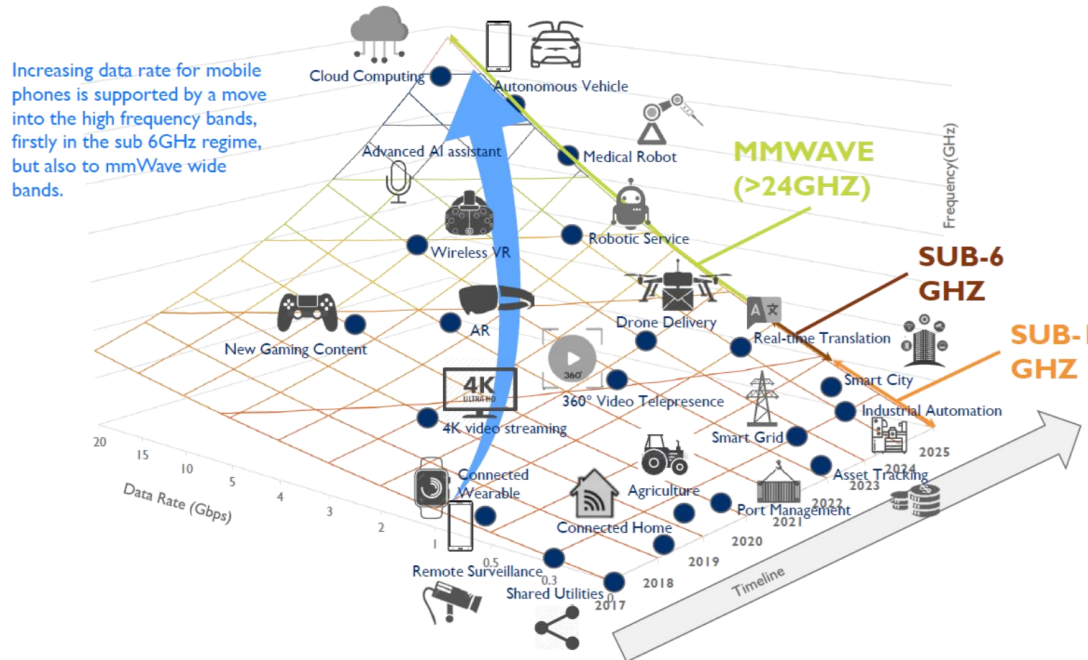 Increasing data rate for mobile
phones is supported by a move
into the high frequency bands,
firstly in the sub 6GHz regime,
but also to mmWave wide
bands.
Cloud Computing
Autonomous Vehicle
Advanced AI assistant
Medical Robot
MMWAVE
(>24GHZ)
Frequency(GHz)
Wireless VR
Robotic Service
SUB-6
GHZ
New Gaming Content
AR
Drone Delivery
A
文
Real-time Translation
SUB-
GHZ
360°
360° Video Telepresence
Smart City
4K
ULTRA HD
4K video streaming
Industrial Automation
Smart Grid
Asset Tracking
Connected
Wearable
Agriculture
Port Management
Connected Home
Remote Surveillance
Shared Utilities
20
15
10
5
4
3
2
1
0.5
0.3
0
Data Rate (Gbps)
2017
2018
2019
2020
2021
2022
2023
2024
2025
Timeline